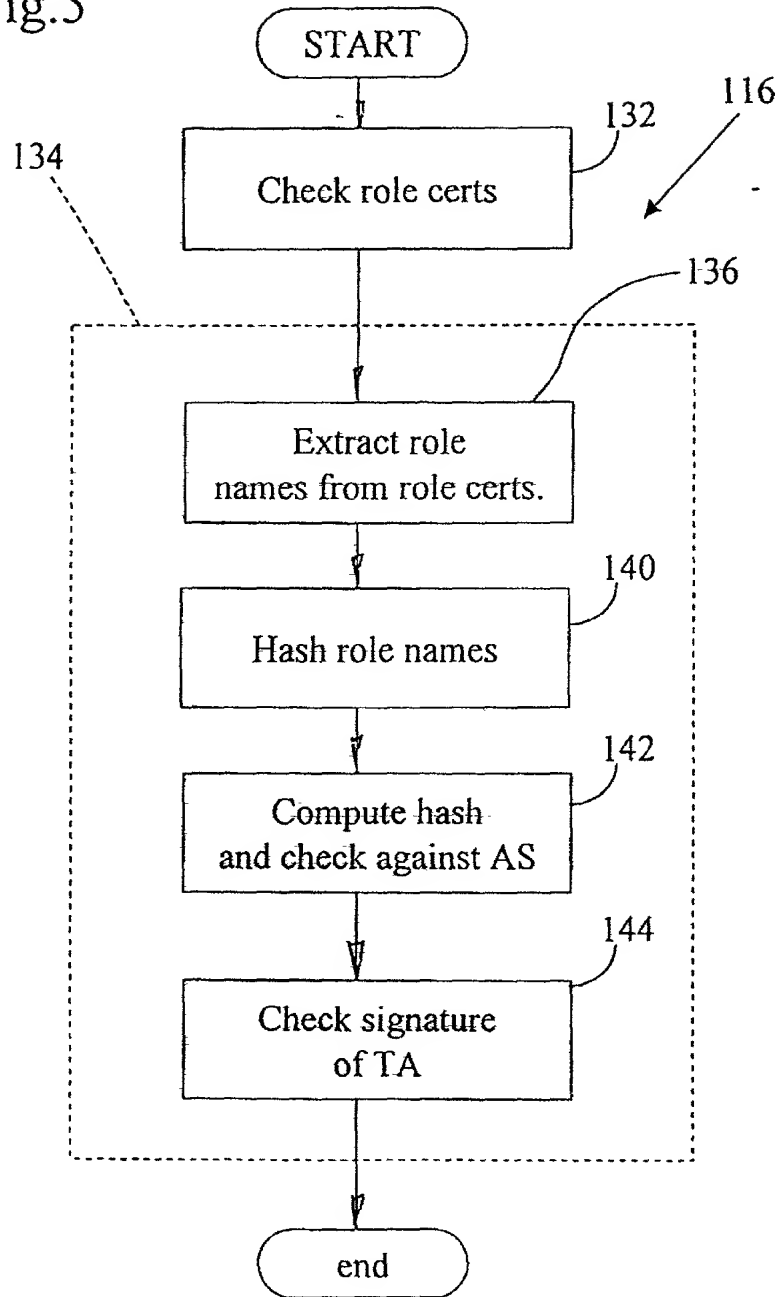 ig.5
START
132
116
134
Check role certs
136
Extract role
names from role certs.
140
Hash role names
142
Compute hash
and check against AS
144
Check signature
of TA
end